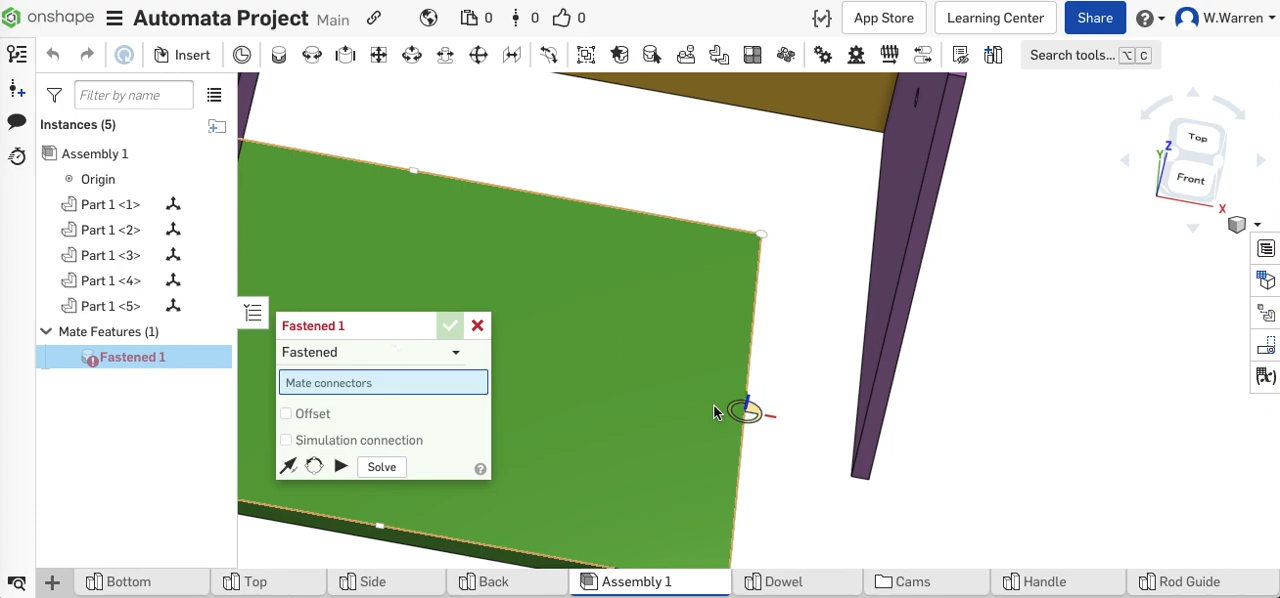 onshape
Automata Project
Main
0
0
0
App Store
Learning Center
Share
W.Warren
Insert
Search tools... ⌥ C
Filter by name
Instances (5)
Assembly 1
Origin
Part 1 <1>
Part 1 <2>
Part 1 <3>
Part 1 <4>
Part 1 <5>
Mate Features (1)
Fastened 1
Fastened 1
Fastened
Mate connectors
Offset
Simulation connection
Solve
Top
Front
Z
Y
X
Bottom
Top
Side
Back
Assembly 1
Dowel
Cams
Handle
Rod Guide